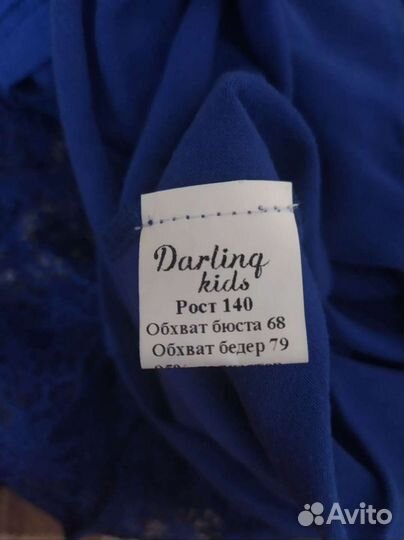 Darling
kids
Рост 140
Обхват бюста 68
Обхват бедер 79
Avito